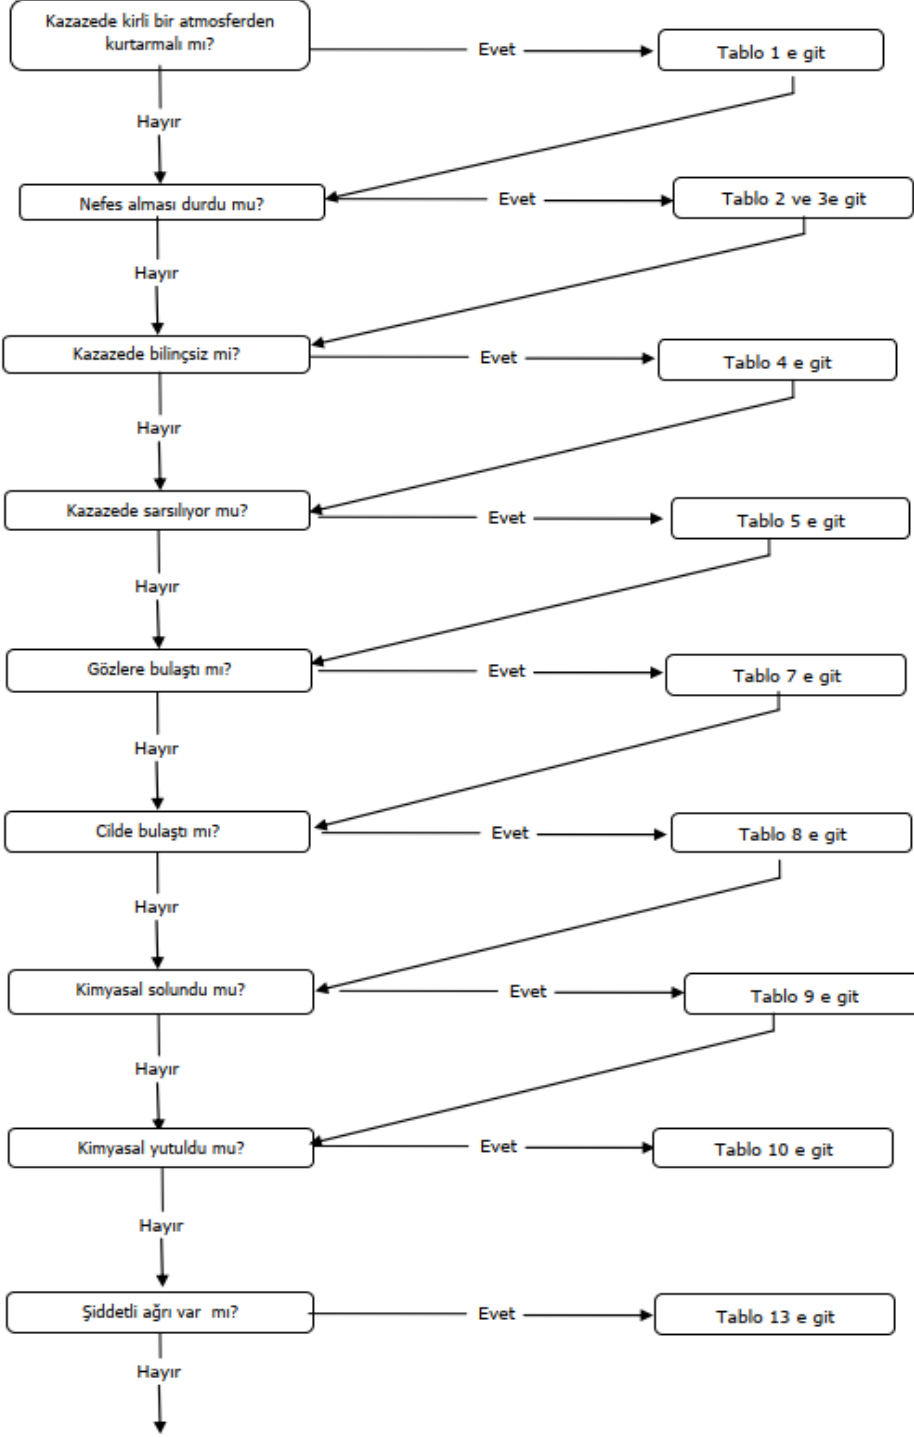 Kazazede kirli bir atmosferden
kurtarmalı mı?
Evet
Tablo 1 e git
Hayır
Nefes alması durdu mu?
Evet
Tablo 2 ve 3e git
Hayır
Kazazede bilinçsiz mi?
Evet
Tablo 4 e git
Hayır
Kazazede sarsılıyor mu?
Evet
Tablo 5 e git
Hayır
Gözlere bulaştı mı?
Evet
Tablo 7 e git
Hayır
Cilde bulaştı mı?
Evet
Tablo 8 e git
Hayır
Kimyasal solundu mu?
Evet
Tablo 9 e git
Hayır
Kimyasal yutuldu mu?
Evet
Tablo 10 e git
Hayır
Şiddetli ağrı var  mı?
Evet
Tablo 13 e git
Hayır